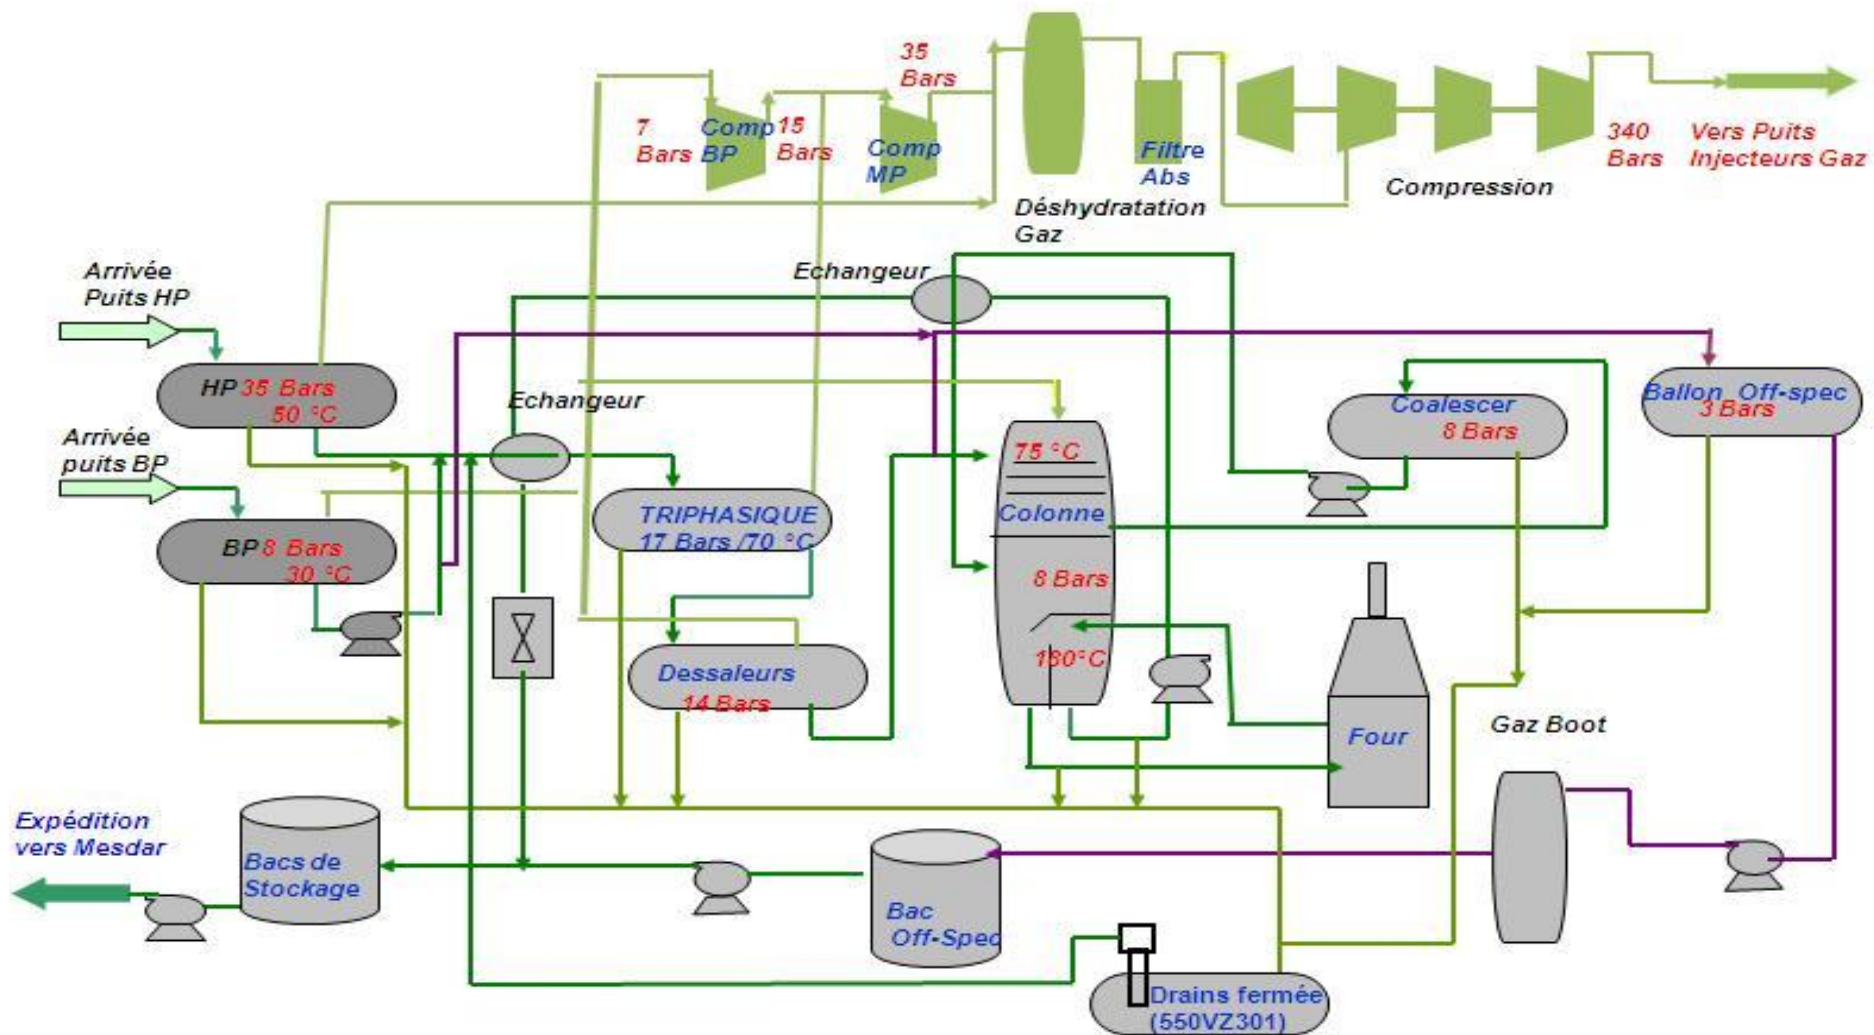 35
Bars
7
Bars
Comp
BP
15
Bars
Comp
MP
Filtre
Abs
340
Bars
Vers Puits
Injecteurs Gaz
Compression
Déshydratation
Gaz
Arrivée
Puits HP
Echangeur
HP 35 Bars
50 °C
Echangeur
Ballon Off-spec
3 Bars
Coalescer
8 Bars
Arrivée
puits BP
75 °C
TRIPHASIQUE
17 Bars /70 °C
Colonne
BP 8 Bars
30 °C
8 Bars
180°C
Dessaleurs
14 Bars
Four
Gaz Boot
Expédition
vers Mesdar
Bacs de
Stockage
Bac
Off-Spec
Drains fermée
(550VZ301)